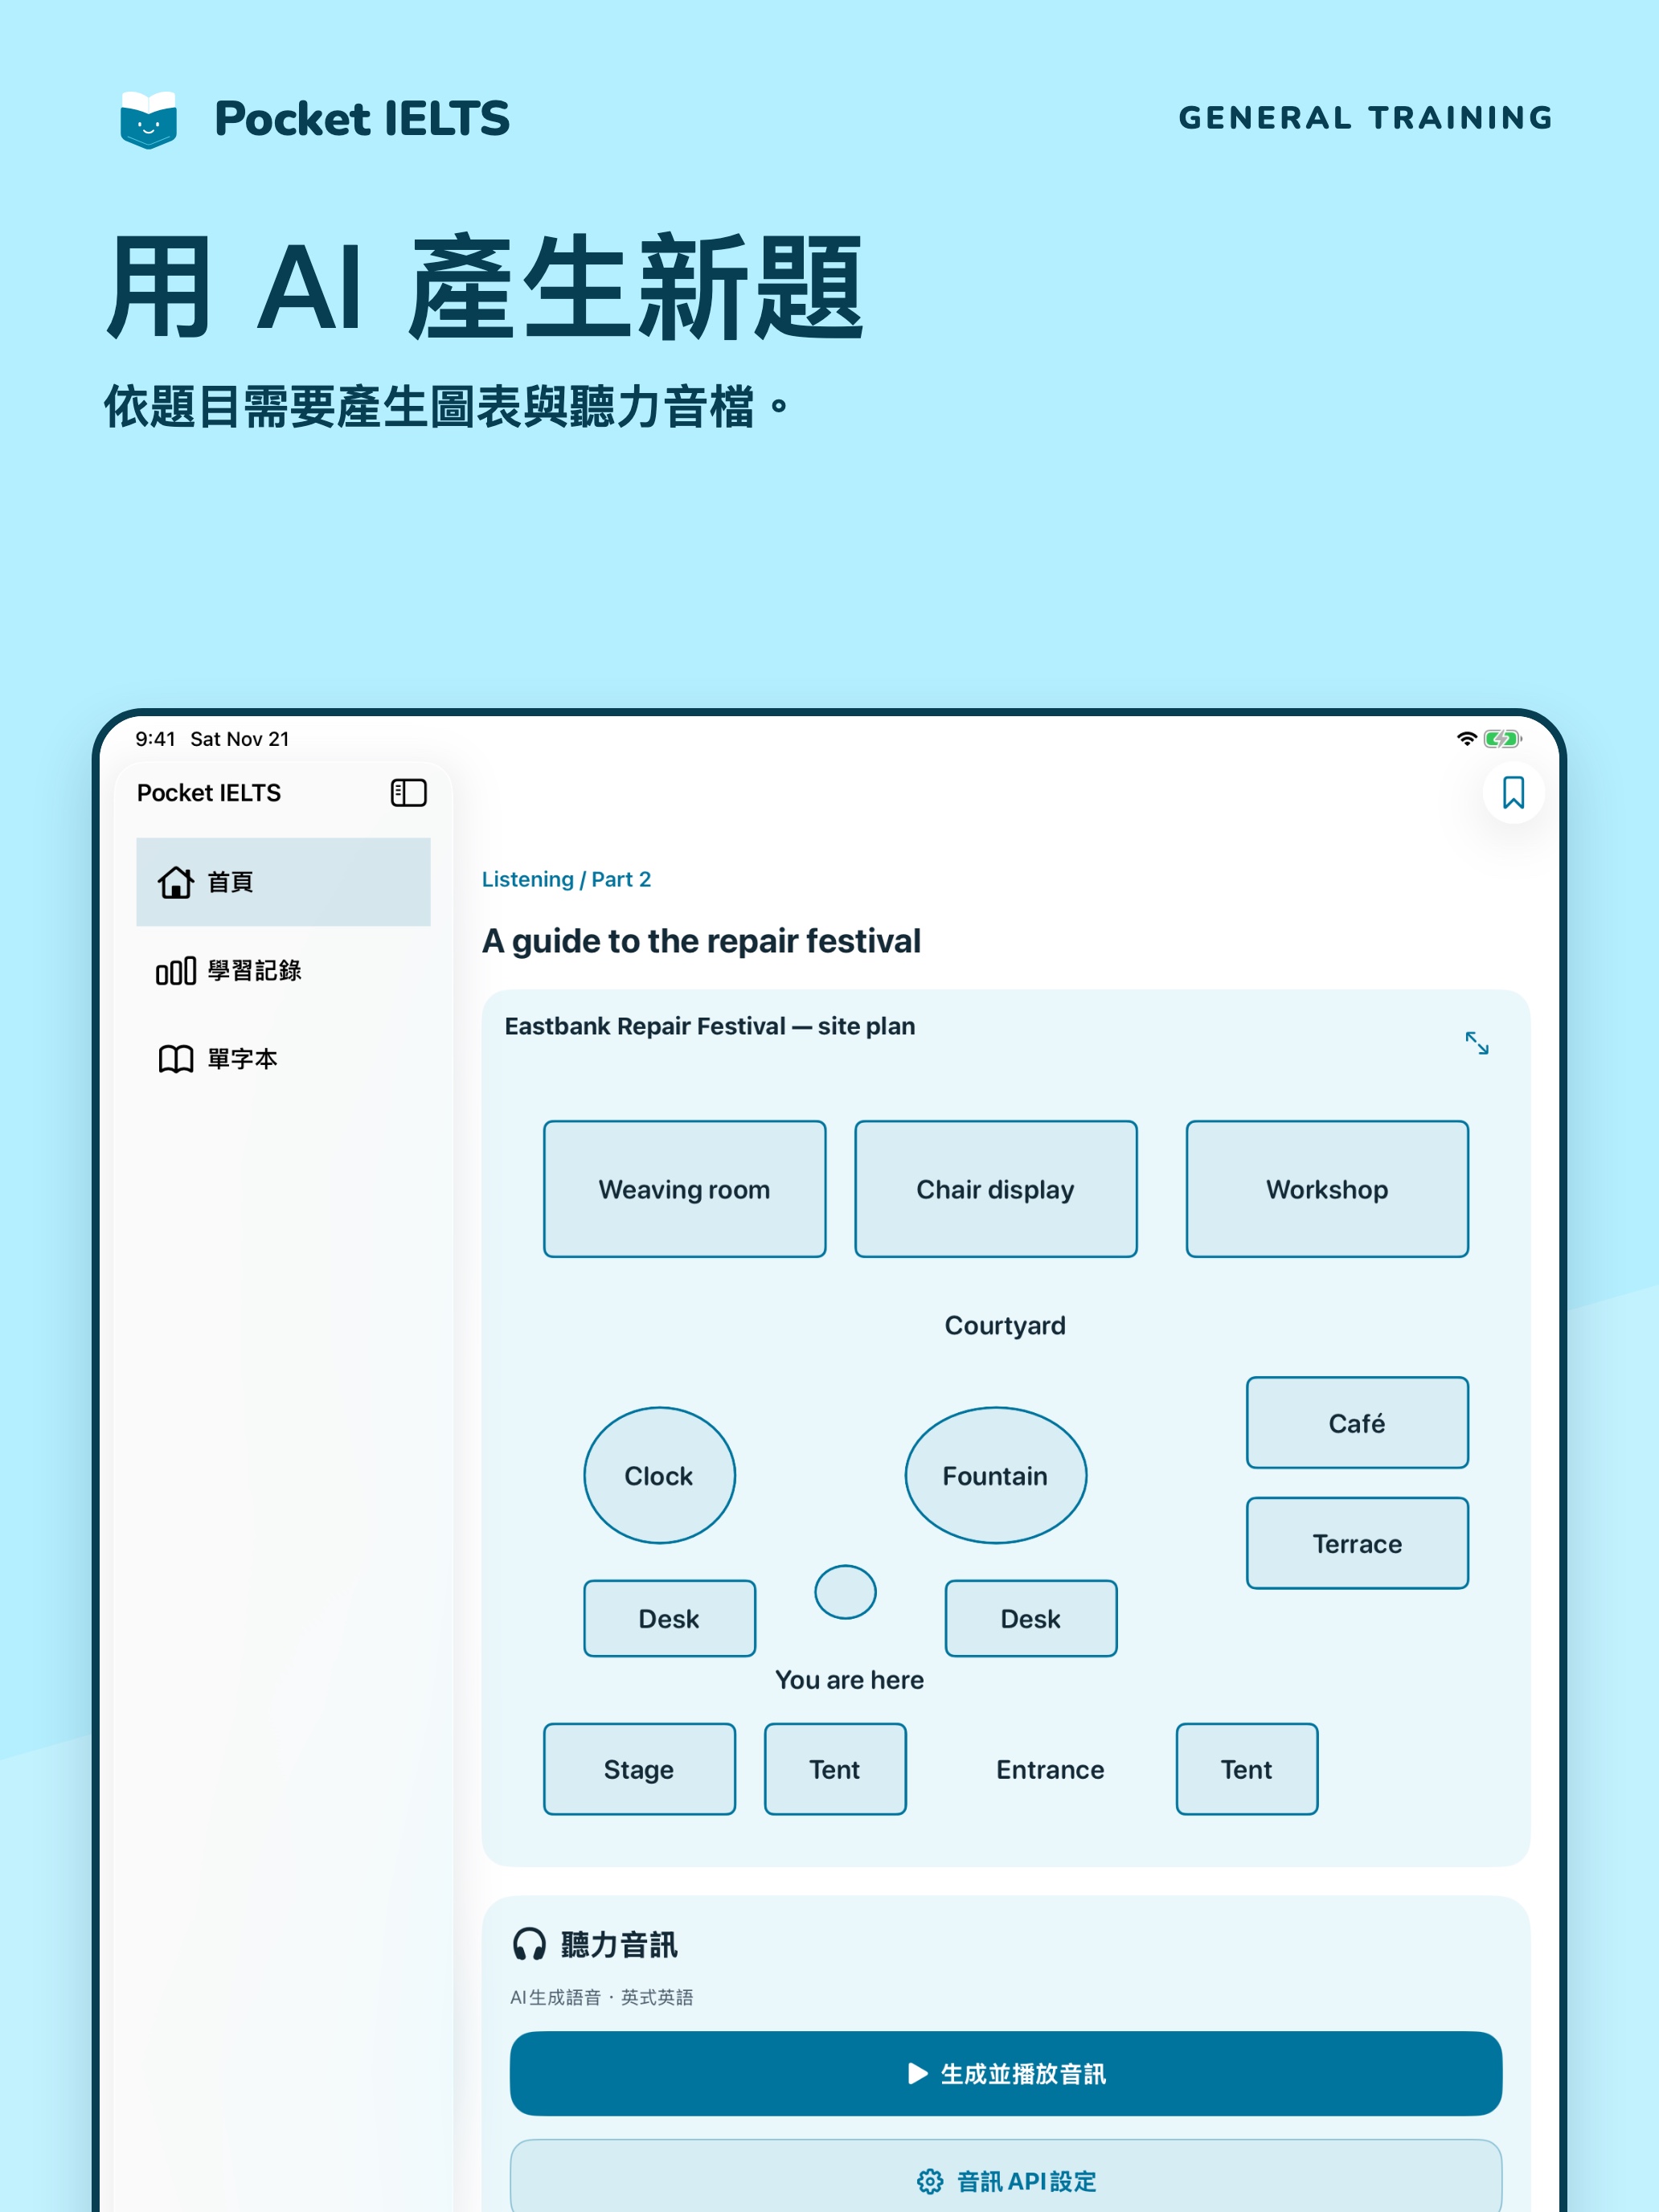 Pocket IELTS
GENERAL TRAINING
用 AI 產生新題
依題目需要產生圖表與聽力音檔。
9:41 Sat Nov 21
Pocket IELTS
首頁
學習記錄
單字本
Listening / Part 2
A guide to the repair festival
Eastbank Repair Festival — site plan
Weaving room
Chair display
Workshop
Courtyard
Café
Clock
Fountain
Terrace
Desk
Desk
You are here
Stage
Tent
Entrance
Tent
聽力音訊
AI生成語音 · 英式英語
生成並播放音訊
音訊 API 設定